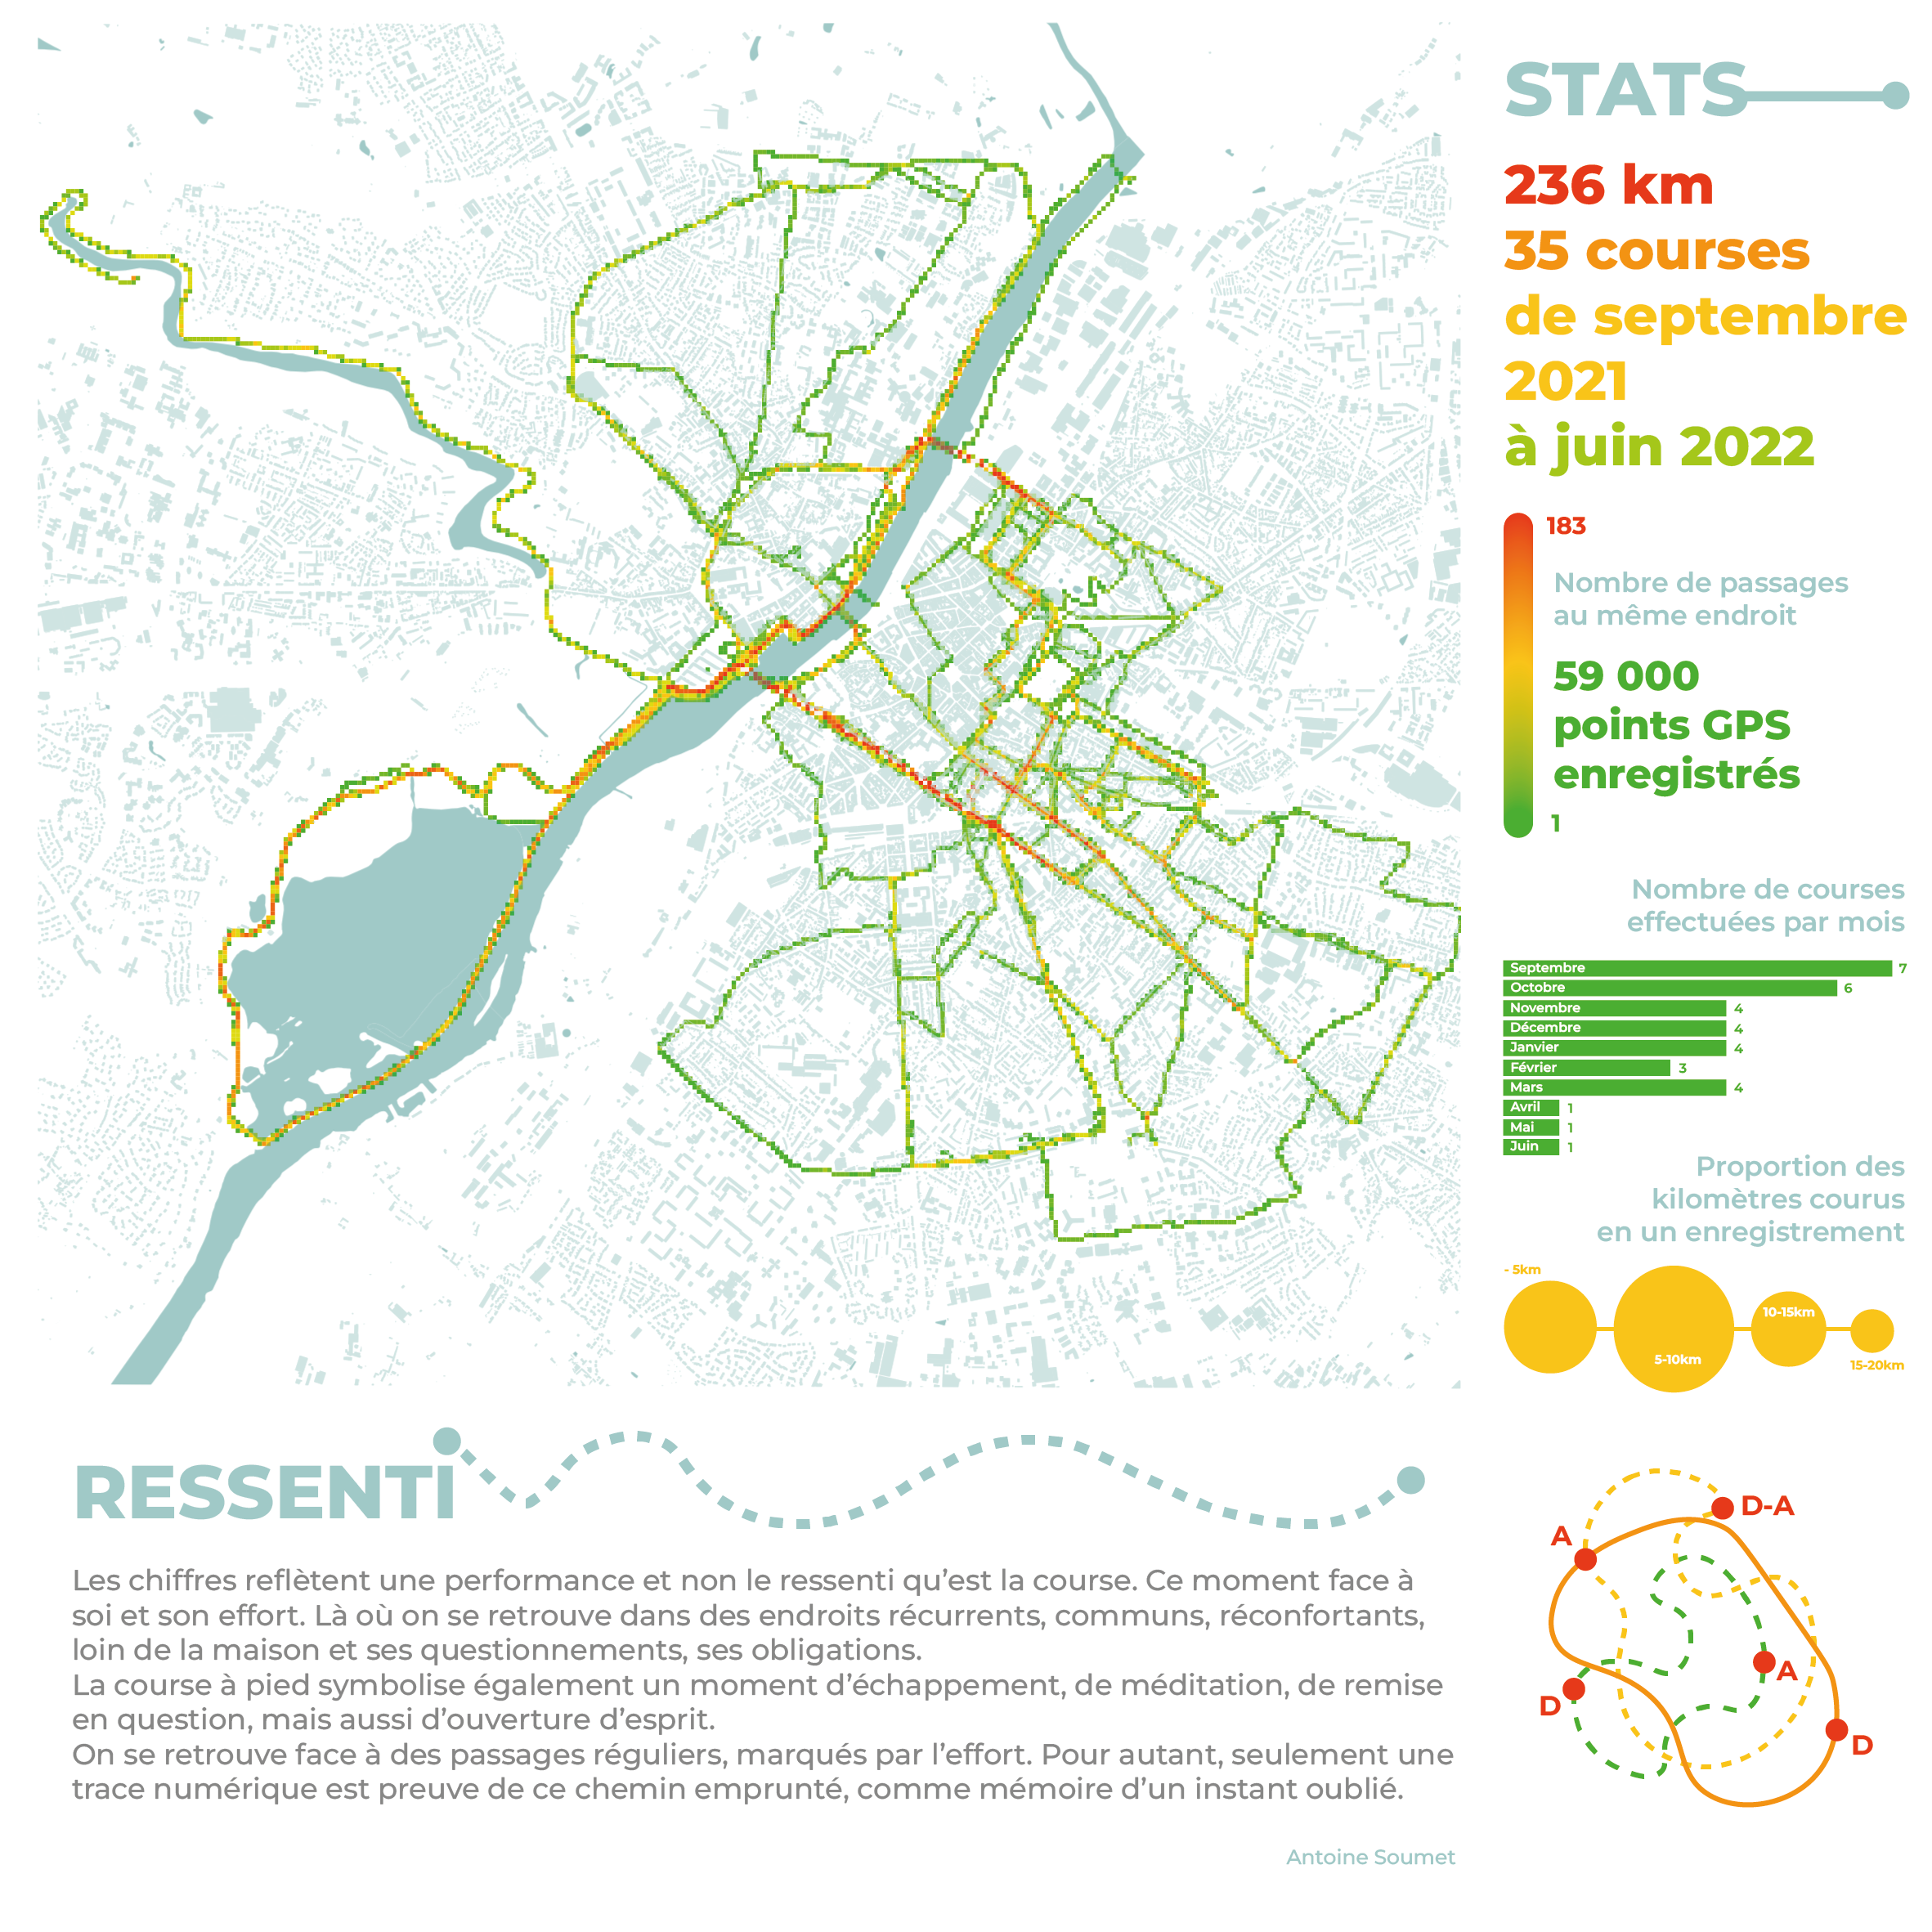 STATS
236 km
35 courses
de septembre
2021
à juin 2022
183
Nombre de passages
au même endroit
59 000
points GPS
enregistrés
1
Nombre de courses
effectuées par mois
Septembre 7
Octobre 6
Novembre 4
Décembre 4
Janvier 4
Février 3
Mars 4
Avril 1
Mai 1
Juin 1
Proportion des
kilomètres courus
en un enregistrement
- 5km
5-10km
10-15km
15-20km
D-A
A
A
D
D
RESSENTI
Les chiffres reflètent une performance et non le ressenti qu’est la course. Ce moment face à
soi et son effort. Là où on se retrouve dans des endroits récurrents, communs, réconfortants,
loin de la maison et ses questionnements, ses obligations.
La course à pied symbolise également un moment d’échappement, de méditation, de remise
en question, mais aussi d’ouverture d’esprit.
On se retrouve face à des passages réguliers, marqués par l’effort. Pour autant, seulement une
trace numérique est preuve de ce chemin emprunté, comme mémoire d’un instant oublié.
Antoine Soumet